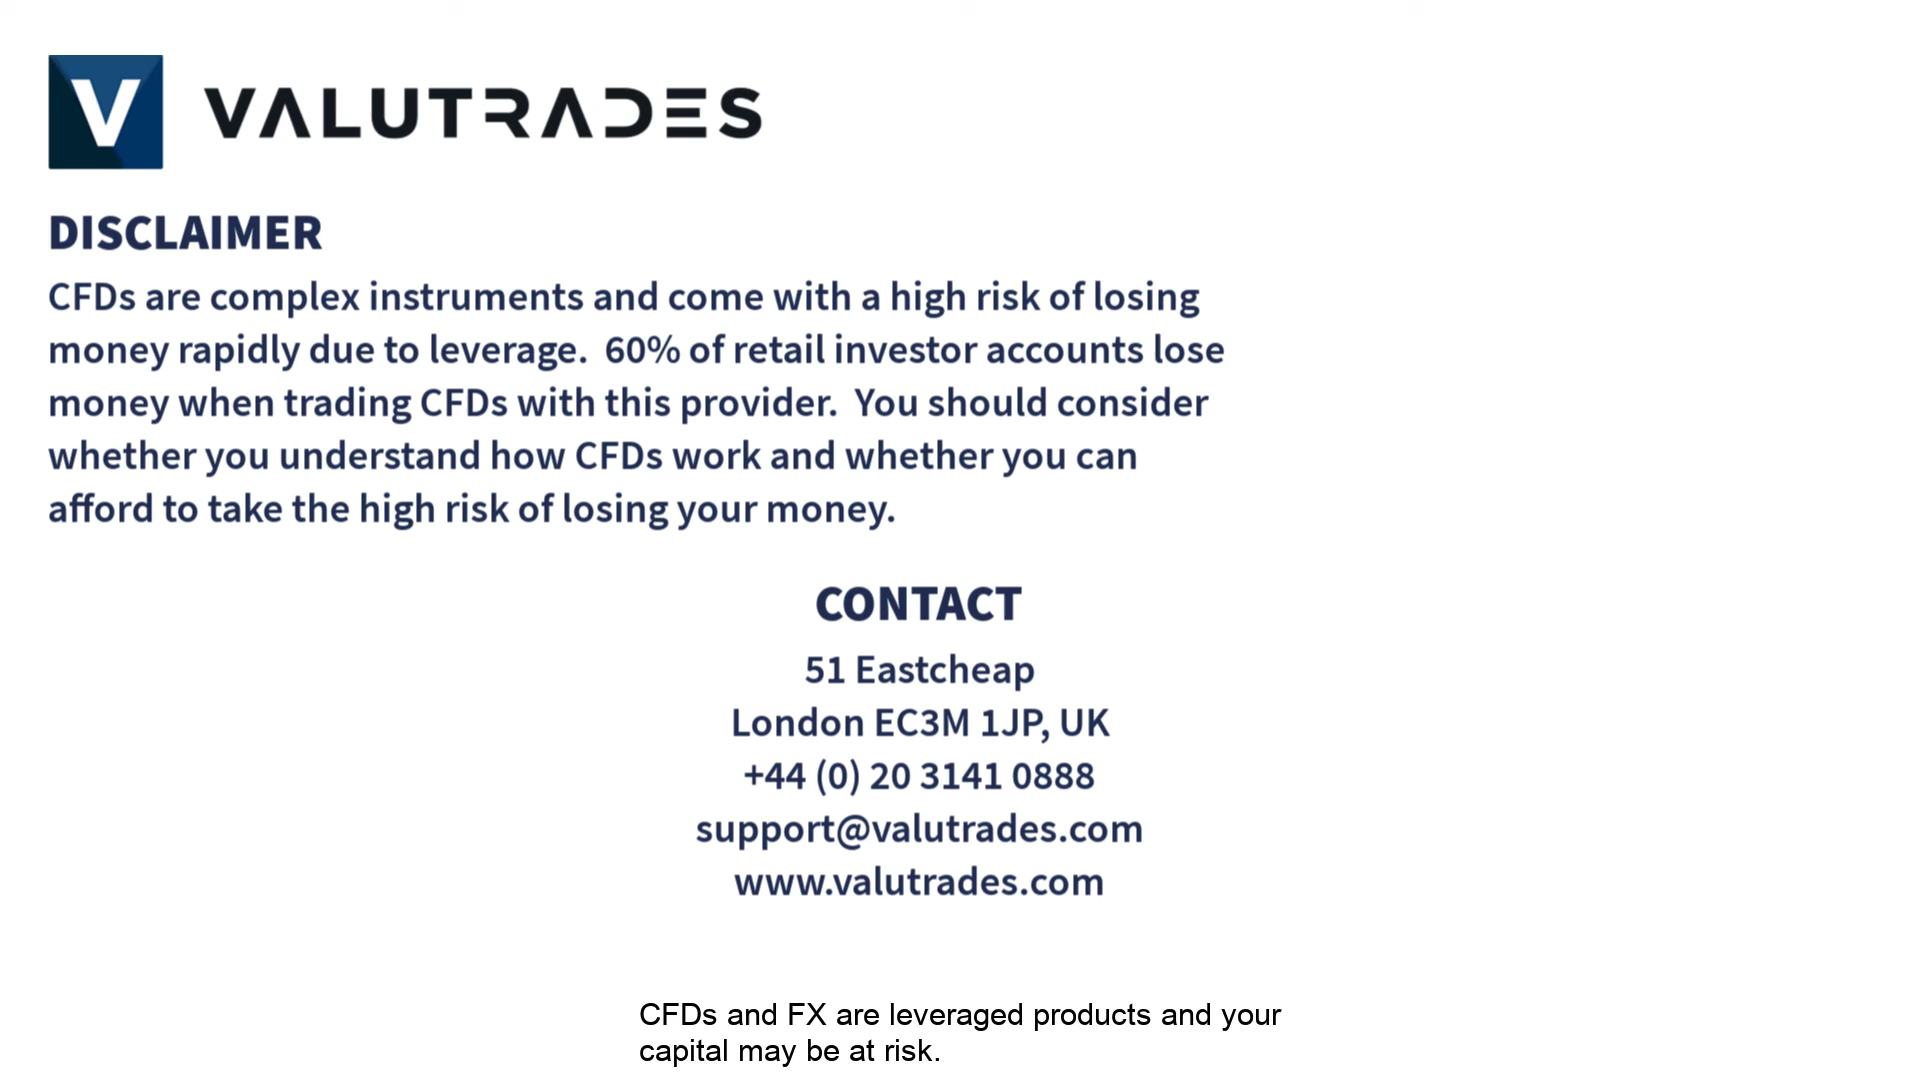 V VALUTRADES
DISCLAIMER
CFDs are complex instruments and come with a high risk of losing
money rapidly due to leverage.  60% of retail investor accounts lose
money when trading CFDs with this provider.  You should consider
whether you understand how CFDs work and whether you can
afford to take the high risk of losing your money.
CONTACT
51 Eastcheap
London EC3M 1JP, UK
+44 (0) 20 3141 0888
support@valutrades.com
www.valutrades.com
CFDs and FX are leveraged products and your
capital may be at risk.